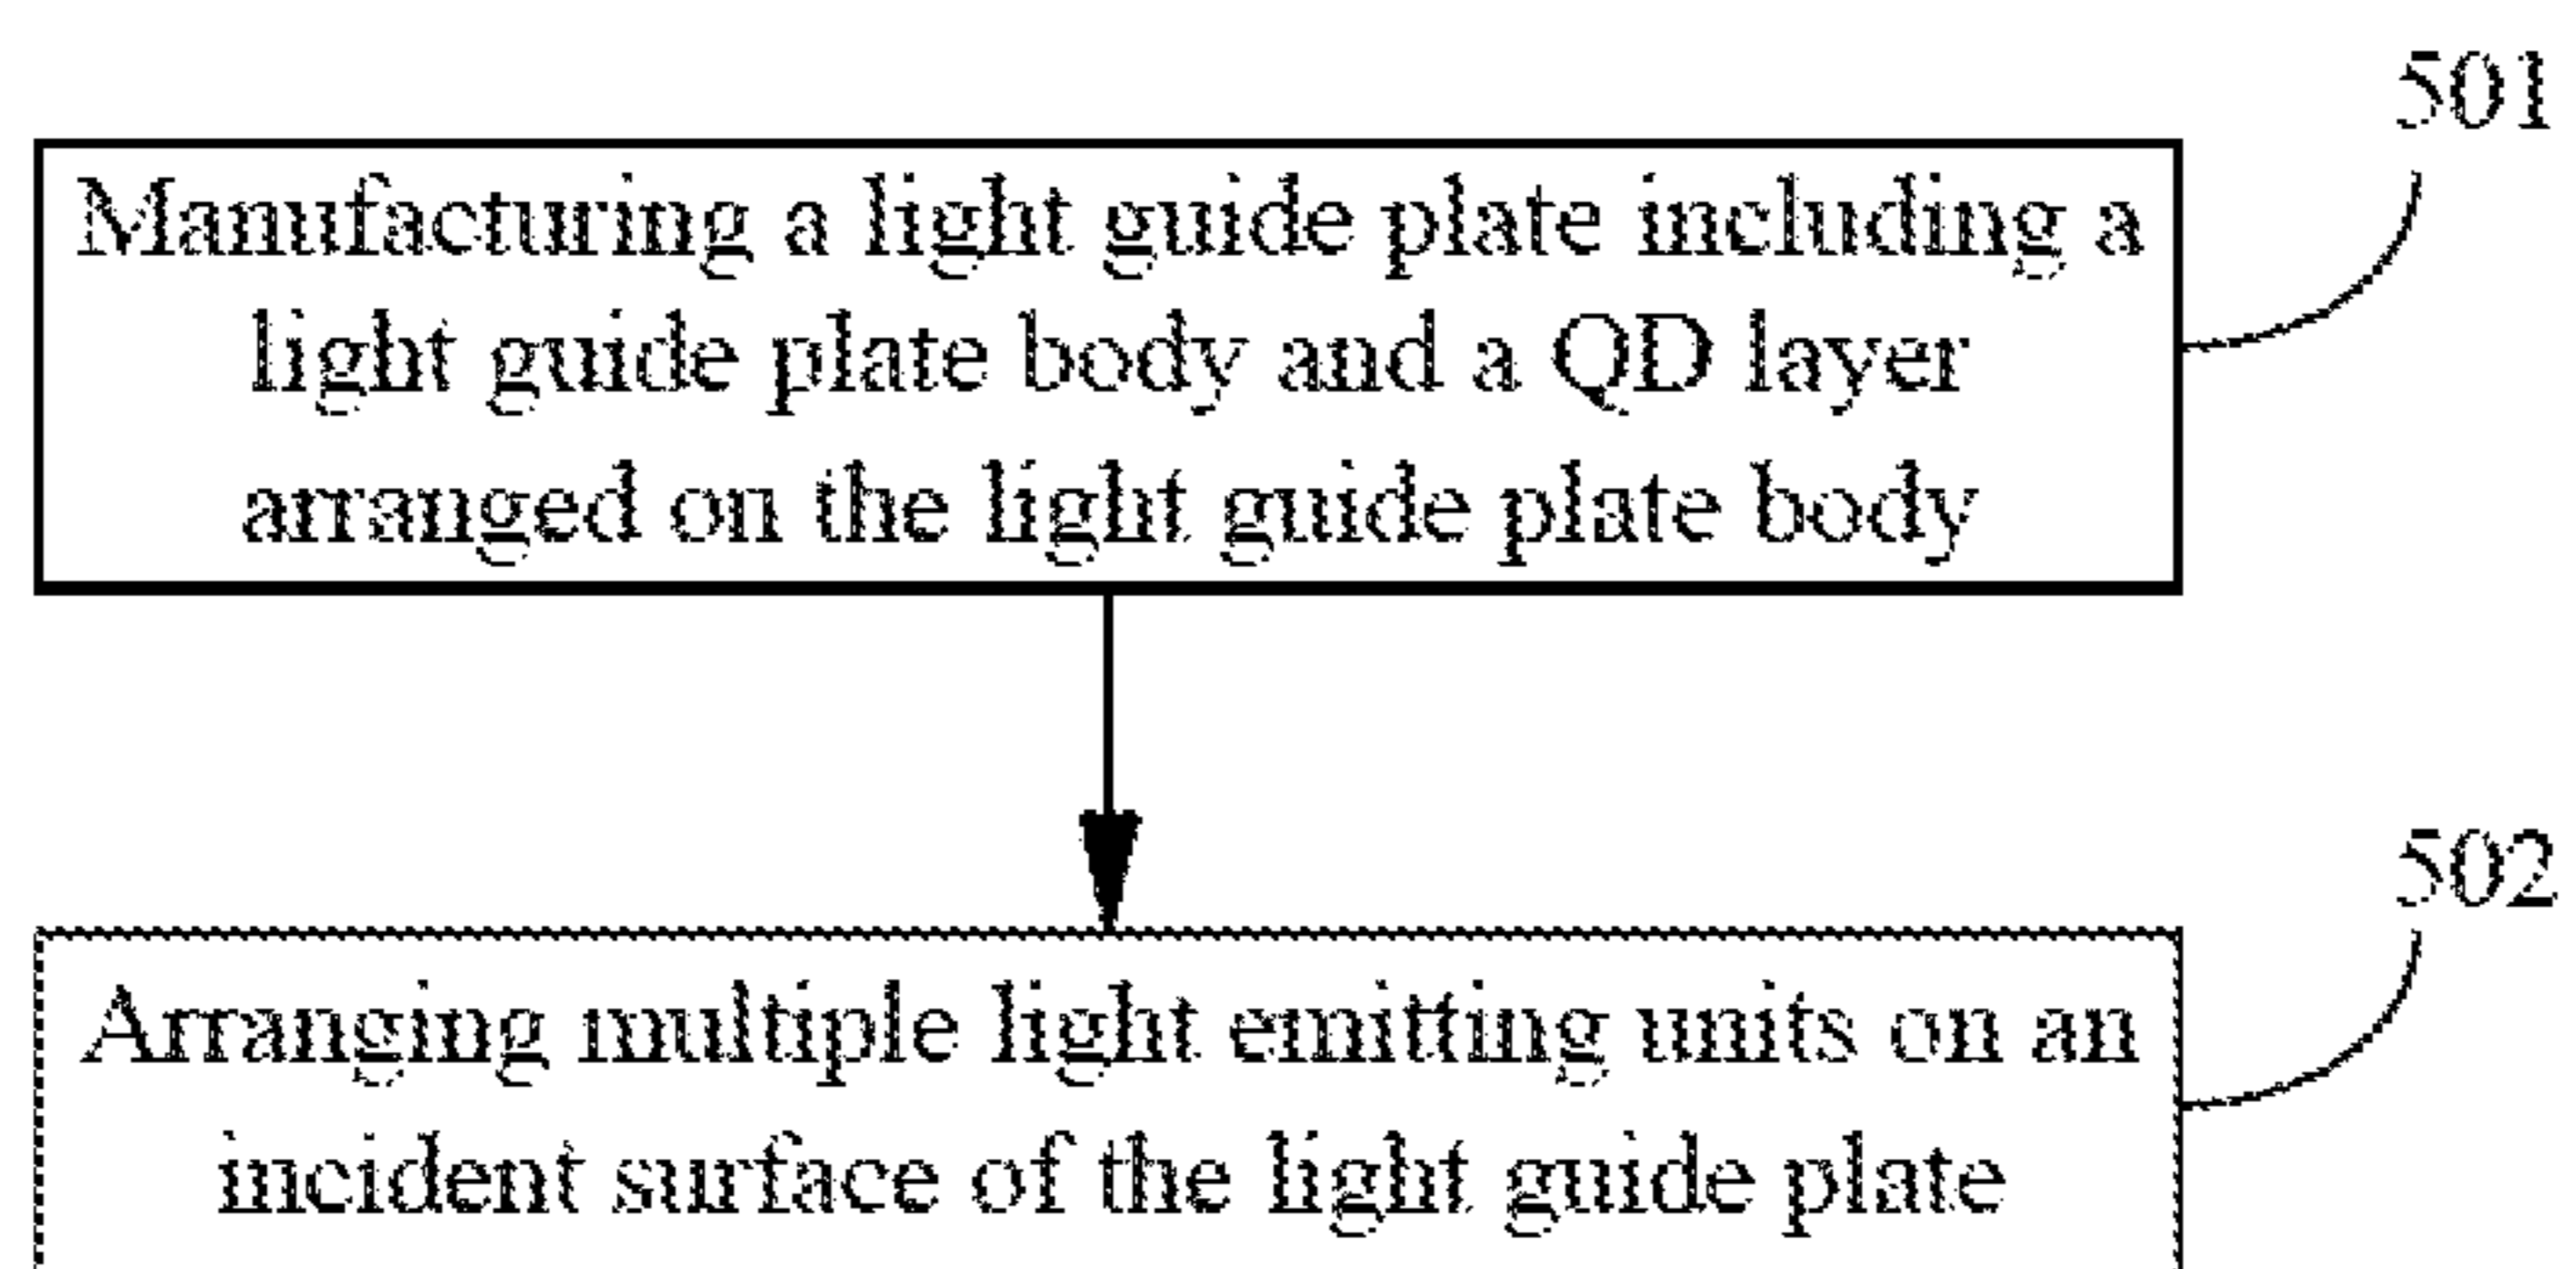 501
Manufacturing a light guide plate including a
light guide plate body and a QD layer
arranged on the light guide plate body
502
Arranging multiple light emitting units on an
incident surface of the light guide plate